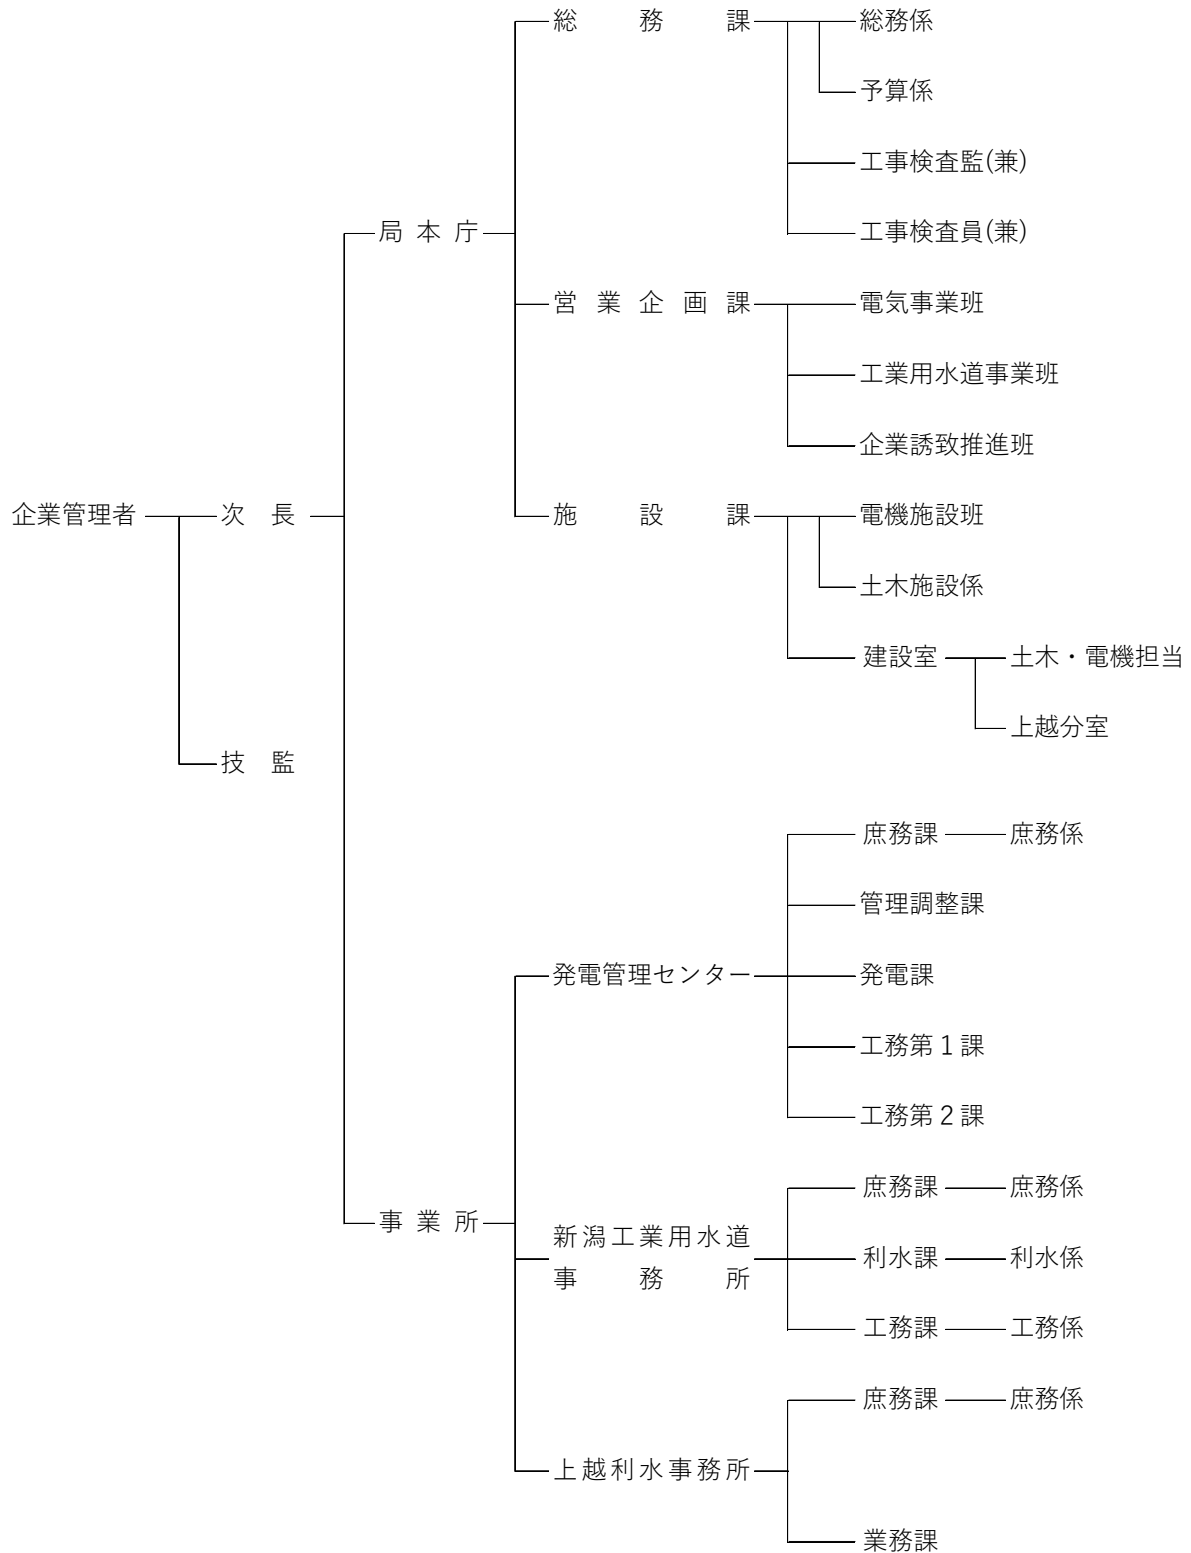 総務課 総務係
予算係
工事検査監(兼)
局本庁 工事検査員(兼)
営業企画課 電気事業班
工業用水道事業班
企業誘致推進班
企業管理者 次長 施設課 電機施設班
土木施設係
建設室 土木・電機担当
上越分室
技監
庶務課 庶務係
管理調整課
発電管理センター 発電課
工務第1課
工務第2課
庶務課 庶務係
事業所 新潟工業用水道
事務所
利水課 利水係
工務課 工務係
庶務課 庶務係
上越利水事務所
業務課